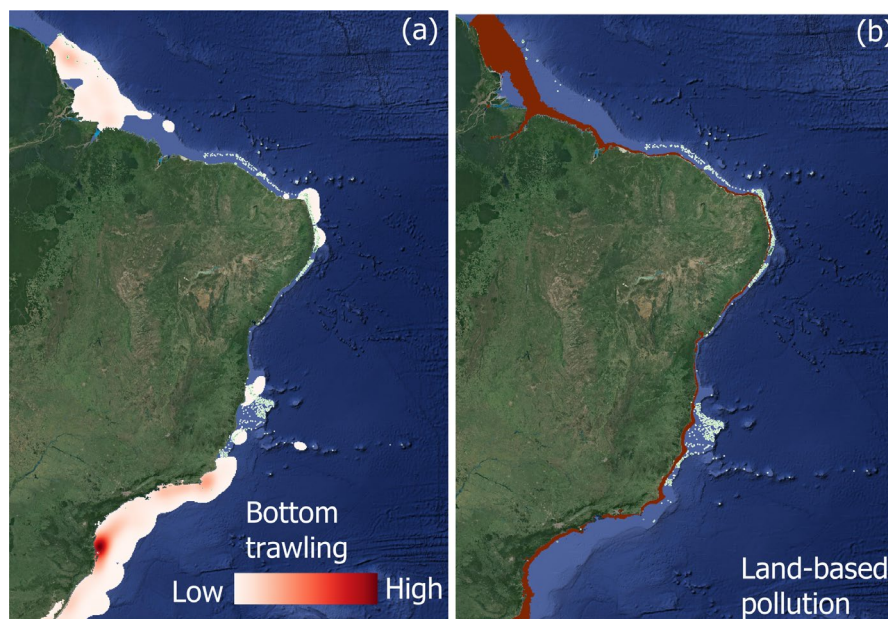 (a)
Bottom
trawling
Low
High
(b)
Land-based
pollution